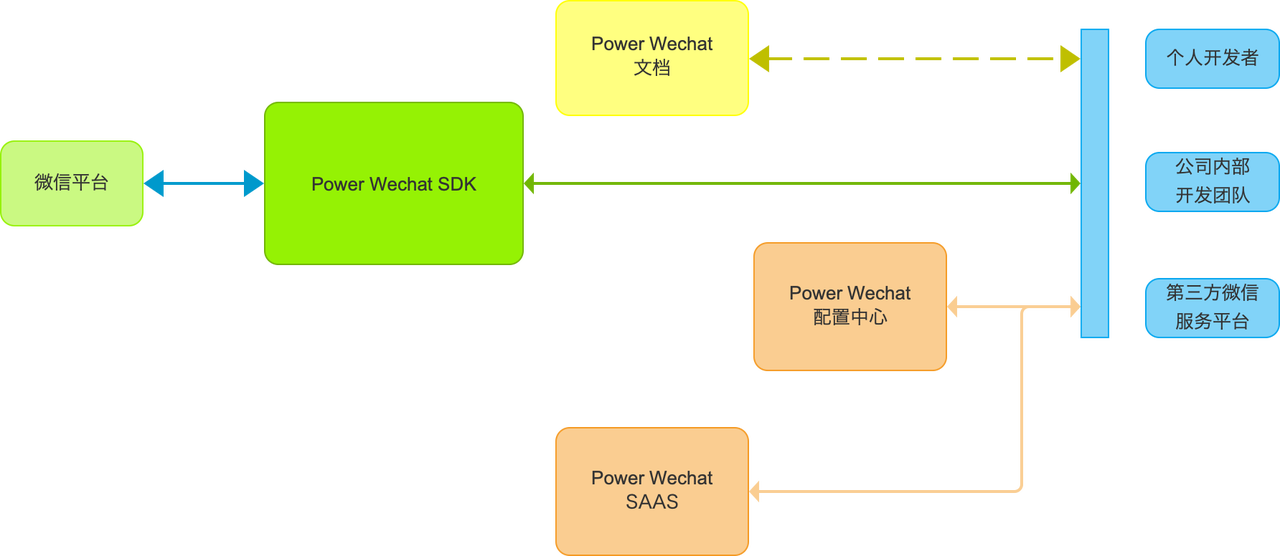 Power Wechat
文档
个人开发者
微信平台
Power Wechat SDK
公司内部
开发团队
Power Wechat
配置中心
第三方微信
服务平台
Power Wechat
SAAS